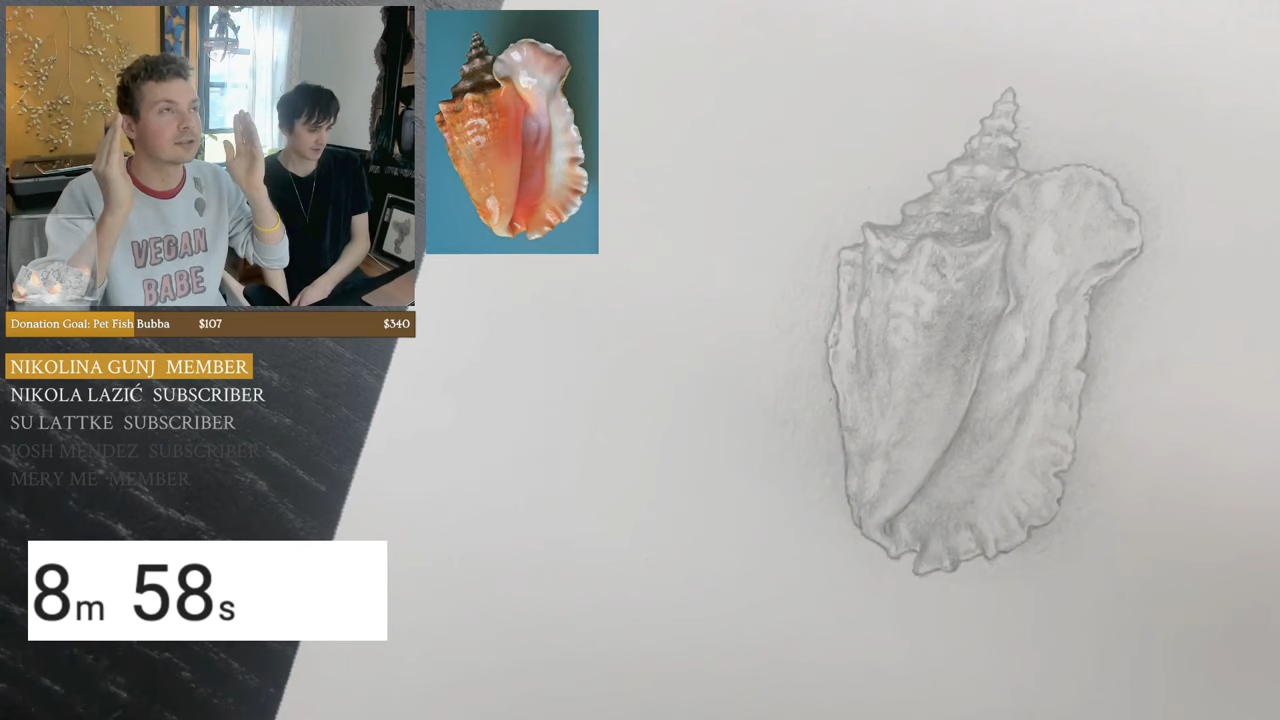 VEGAN
BABE
Donation Goal: Pet Fish Bubba $107 $340
NIKOLINA GUNJ MEMBER
NIKOLA LAZIĆ SUBSCRIBER
SU LATTKE SUBSCRIBER
JOSH MENDEZ SUBSCRIBER
MERY ME MEMBER
8m 58s